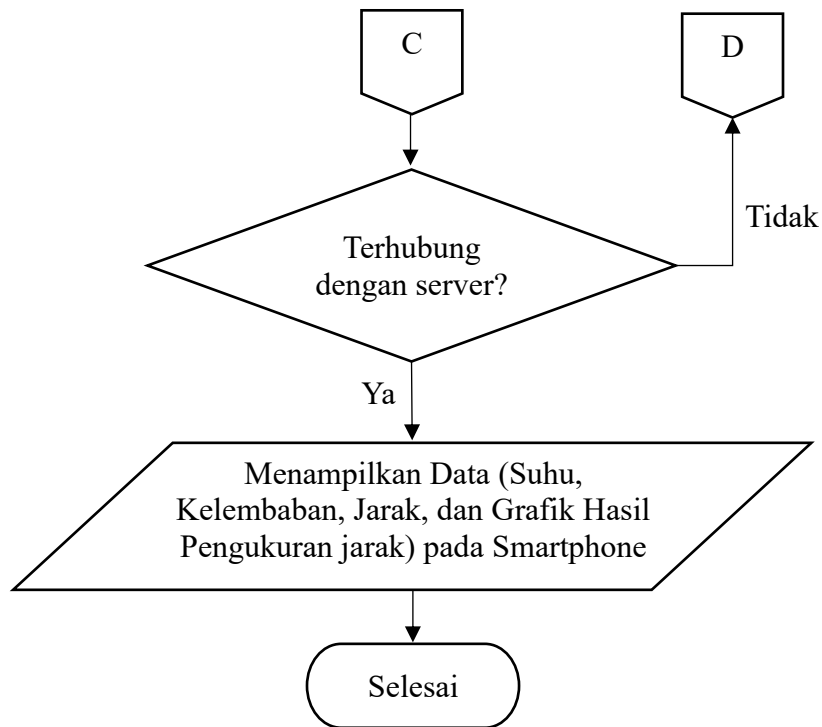 C
D
Tidak
Terhubung
dengan server?
Ya
Menampilkan Data (Suhu,
Kelembaban, Jarak, dan Grafik Hasil
Pengukuran jarak) pada Smartphone
Selesai